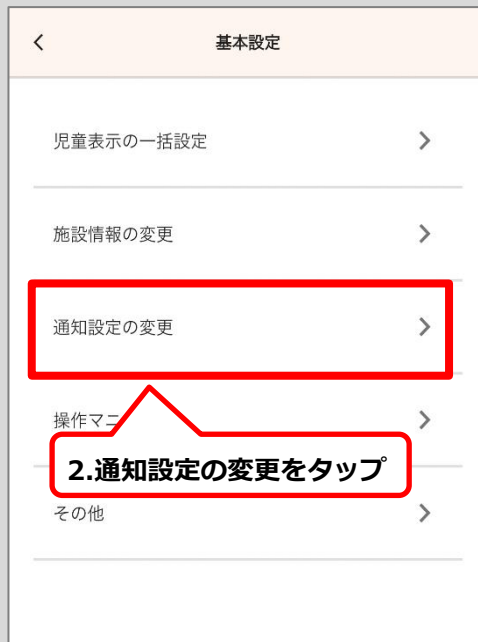 基本設定
児童表示の一括設定
施設情報の変更
通知設定の変更
操作マニ
2.通知設定の変更をタップ
その他